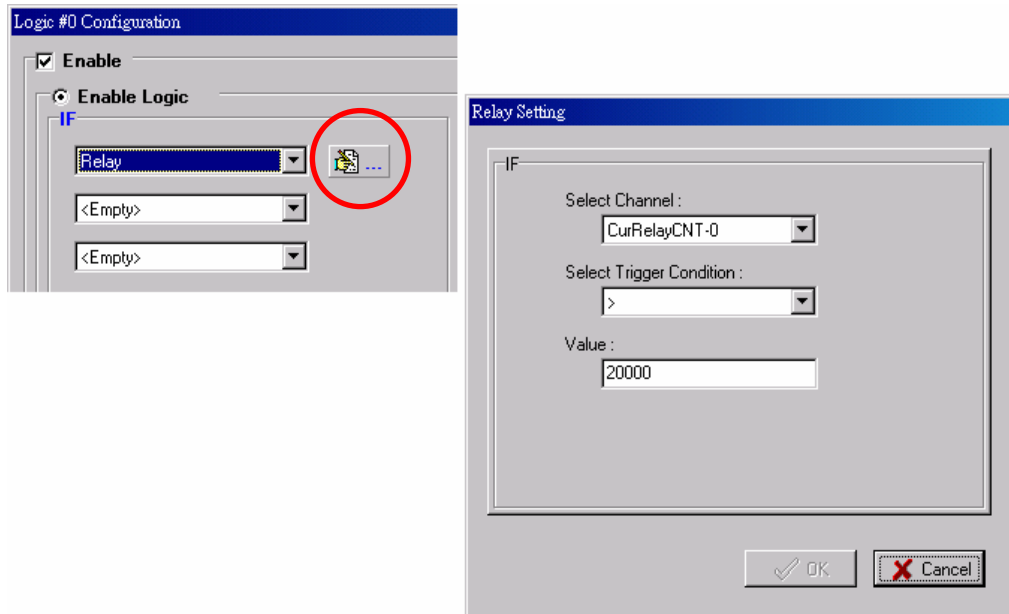 Logic #0 Configuration
Enable
Enable Logic
IF
Relay
...
<Empty>
<Empty>
Relay Setting
IF
Select Channel :
CurRelayCNT-0
Select Trigger Condition :
>
Value :
20000
OK
Cancel